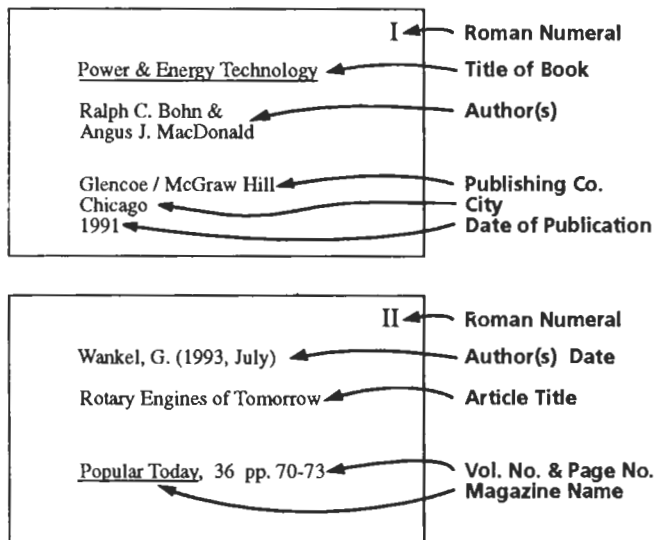 I Roman Numeral
Power & Energy Technology Title of Book
Ralph C. Bohn & Author(s)
Angus J. MacDonald
Glencoe / McGraw Hill Publishing Co.
Chicago City
1991 Date of Publication
II Roman Numeral
Wankel, G. (1993, July) Author(s) Date
Rotary Engines of Tomorrow Article Title
Popular Today, 36 pp. 70-73 Vol. No. & Page No.
Magazine Name